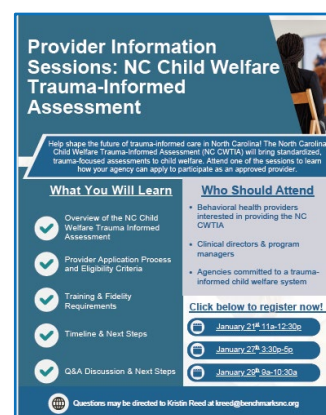 Provider Information
Sessions: NC Child Welfare
Trauma-Informed
Assessment
Help shape the future of trauma-informed care in North Carolina! The North Carolina
Child Welfare Trauma-Informed Assessment (NC CWTIA) will bring standardized,
trauma-focused assessments to child welfare. Attend one of the sessions to learn
how your agency can apply to participate as an approved provider.
What You Will Learn
Overview of the NC Child
Welfare Trauma Informed
Assessment
Provider Application Process
and Eligibility Criteria
Training & Fidelity
Requirements
Timeline & Next Steps
Q&A Discussion & Next Steps
Who Should Attend
• Behavioral health providers
interested in providing the NC
CWTIA
• Clinical directors & program
managers
• Agencies committed to a trauma-
informed child welfare system
Click below to register now!
January 21st 11a-12:30p
January 27th 3:30p-5p
January 29th 9a-10:30a
Questions may be directed to Kristin Reed at kreed@benchmarksnc.org